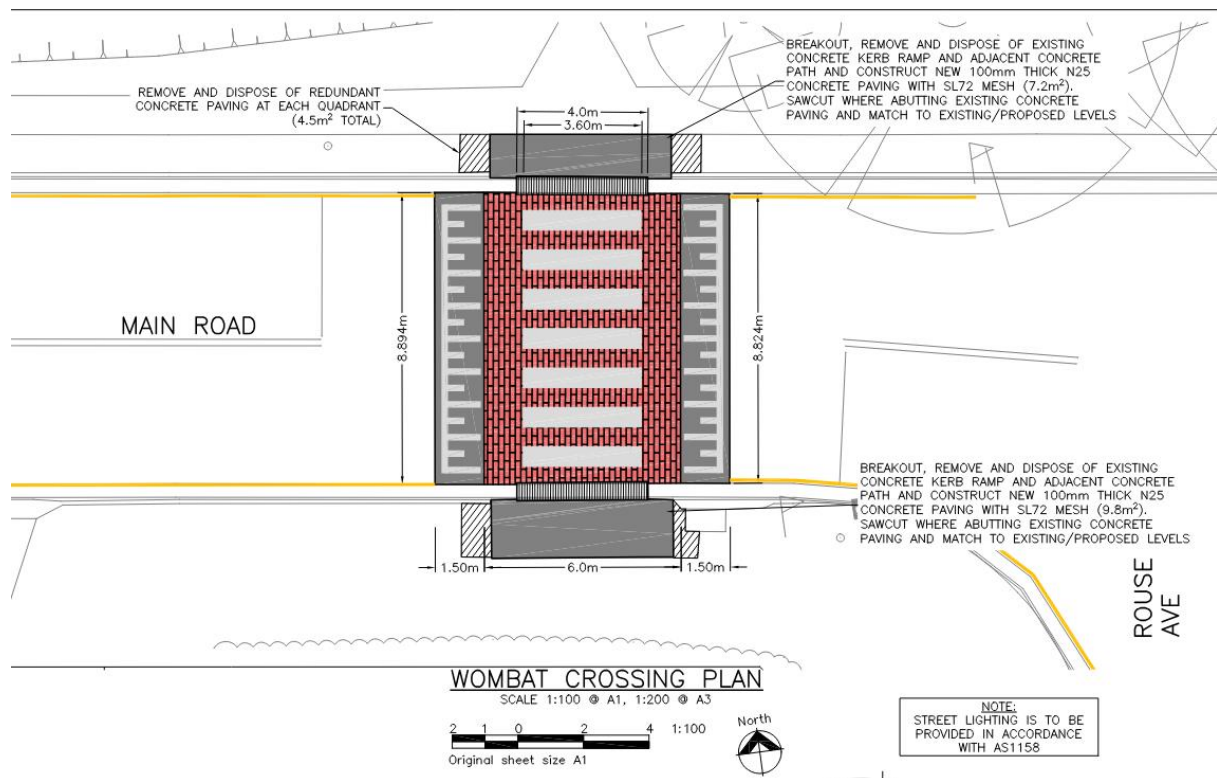 BREAKOUT, REMOVE AND DISPOSE OF EXISTING
CONCRETE KERB RAMP AND ADJACENT CONCRETE
PATH AND CONSTRUCT NEW 100mm THICK N25
CONCRETE PAVING WITH SL72 MESH (7.2m²).
SAWCUT WHERE ABUTTING EXISTING CONCRETE
PAVING AND MATCH TO EXISTING/PROPOSED LEVELS
REMOVE AND DISPOSE OF REDUNDANT
CONCRETE PAVING AT EACH QUADRANT
(4.5m² TOTAL)
4.0m
3.60m
MAIN ROAD
8.894m
8.824m
BREAKOUT, REMOVE AND DISPOSE OF EXISTING
CONCRETE KERB RAMP AND ADJACENT CONCRETE
PATH AND CONSTRUCT NEW 100mm THICK N25
CONCRETE PAVING WITH SL72 MESH (9.8m²).
SAWCUT WHERE ABUTTING EXISTING CONCRETE
PAVING AND MATCH TO EXISTING/PROPOSED LEVELS
1.50m
6.0m
1.50m
ROUSE
AVE
WOMBAT CROSSING PLAN
SCALE 1:100 @ A1, 1:200 @ A3
2 1 0 2 4 1:100
Original sheet size A1
North
NOTE:
STREET LIGHTING IS TO BE
PROVIDED IN ACCORDANCE
WITH AS1158